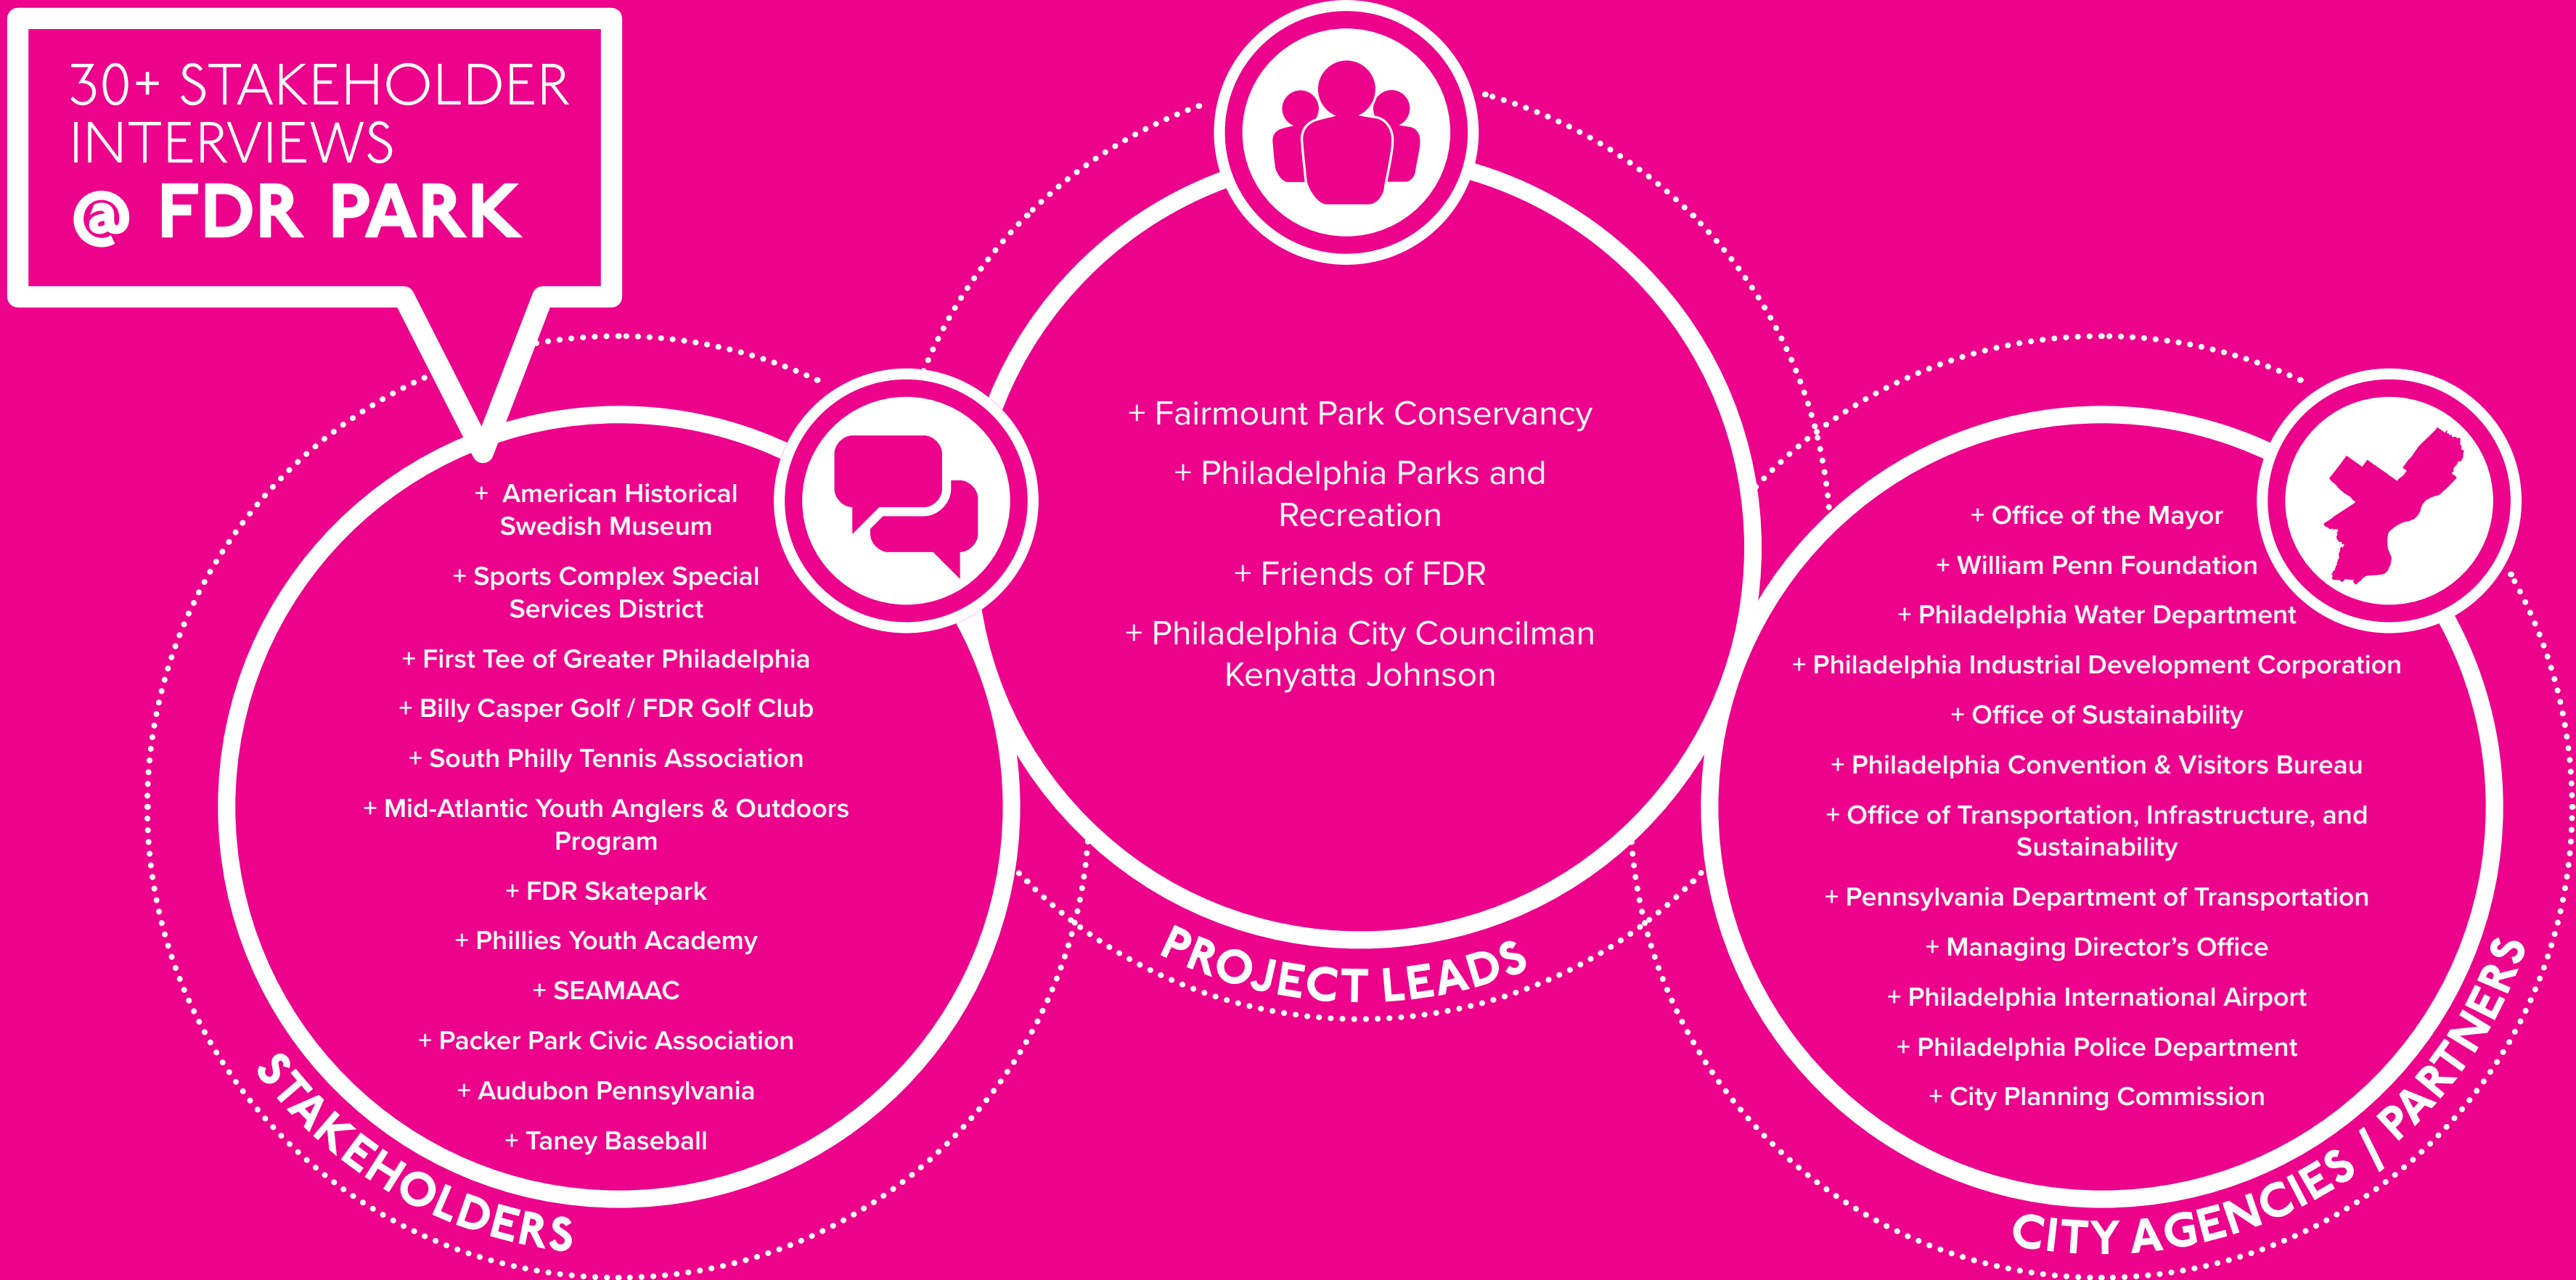 30+ STAKEHOLDER
INTERVIEWS
@ FDR PARK
+ American Historical
Swedish Museum
+ Sports Complex Special
Services District
+ First Tee of Greater Philadelphia
+ Billy Casper Golf / FDR Golf Club
+ South Philly Tennis Association
+ Mid-Atlantic Youth Anglers & Outdoors
Program
+ FDR Skatepark
+ Phillies Youth Academy
+ SEAMAAC
+ Packer Park Civic Association
+ Audubon Pennsylvania
+ Taney Baseball
STAKEHOLDERS
+ Fairmount Park Conservancy
+ Philadelphia Parks and
Recreation
+ Friends of FDR
+ Philadelphia City Councilman
Kenyatta Johnson
PROJECT LEADS
+ Office of the Mayor
+ William Penn Foundation
+ Philadelphia Water Department
+ Philadelphia Industrial Development Corporation
+ Office of Sustainability
+ Philadelphia Convention & Visitors Bureau
+ Office of Transportation, Infrastructure, and
Sustainability
+ Pennsylvania Department of Transportation
+ Managing Director’s Office
+ Philadelphia International Airport
+ Philadelphia Police Department
+ City Planning Commission
CITY AGENCIES / PARTNERS